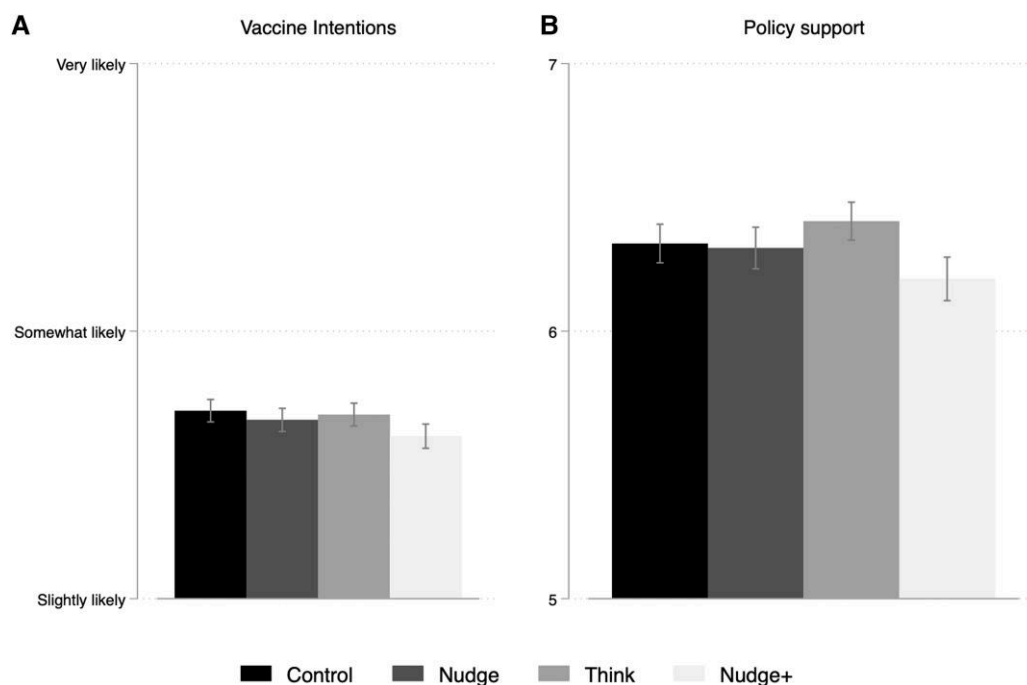 A
Vaccine Intentions
Very likely
Somewhat likely
Slightly likely
B
Policy support
7
6
5
Control
Nudge
Think
Nudge+